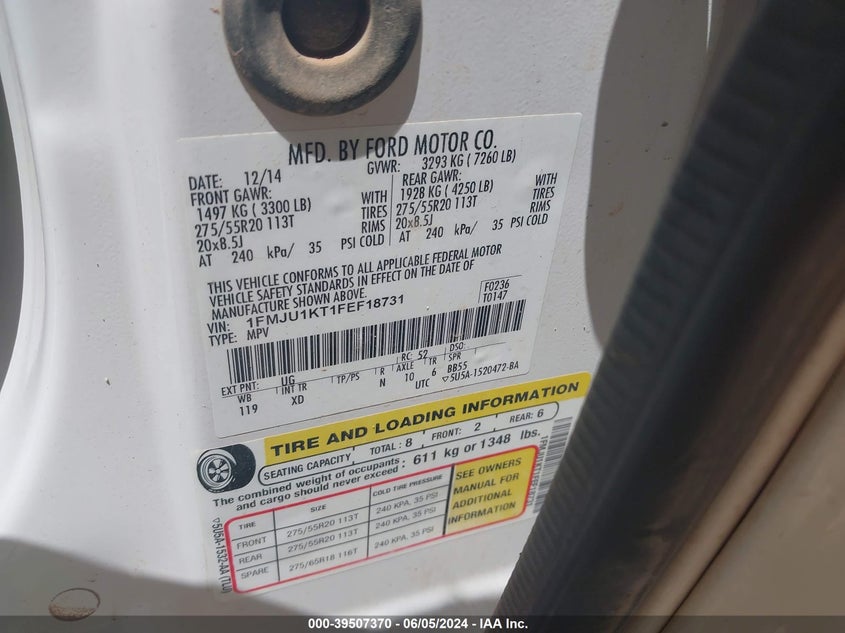 MFD. BY FORD MOTOR CO.
DATE: 12/14 GVWR: 3293 KG ( 7260 LB)
FRONT GAWR: REAR GAWR:
1497 KG ( 3300 LB) WITH 1928 KG ( 4250 LB) WITH
275/55R20 113T TIRES 275/55R20 113T TIRES
20x8.5J RIMS 20x8.5J RIMS
AT 240 kPa/ 35 PSI COLD AT 240 kPa/ 35 PSI COLD
THIS VEHICLE CONFORMS TO ALL APPLICABLE FEDERAL MOTOR
VEHICLE SAFETY STANDARDS IN EFFECT ON THE DATE OF
MANUFACTURE SHOWN ABOVE.
VIN: 1FMJU1KT1FEF18731 F0236
TYPE: MPV T0147
EXT PNT: UG RC: 52 DSO:
WB INT TR TP/PS R AXLE TR SPR
119 XD N 10 6 BB55
UTC ▽5U5A-1520472-BA
TIRE AND LOADING INFORMATION
SEATING CAPACITY TOTAL: 8 FRONT: 2 REAR: 6
The combined weight of occupants
and cargo should never exceed: 611 kg or 1348 lbs.
TIRE SIZE COLD TIRE PRESSURE
FRONT 275/55R20 113T 240 KPA, 35 PSI
REAR 275/55R20 113T 240 KPA, 35 PSI
SPARE 275/65R18 116T 240 KPA, 35 PSI
SEE OWNERS
MANUAL FOR
ADDITIONAL
INFORMATION
000-39507370 - 06/05/2024 - IAA Inc.